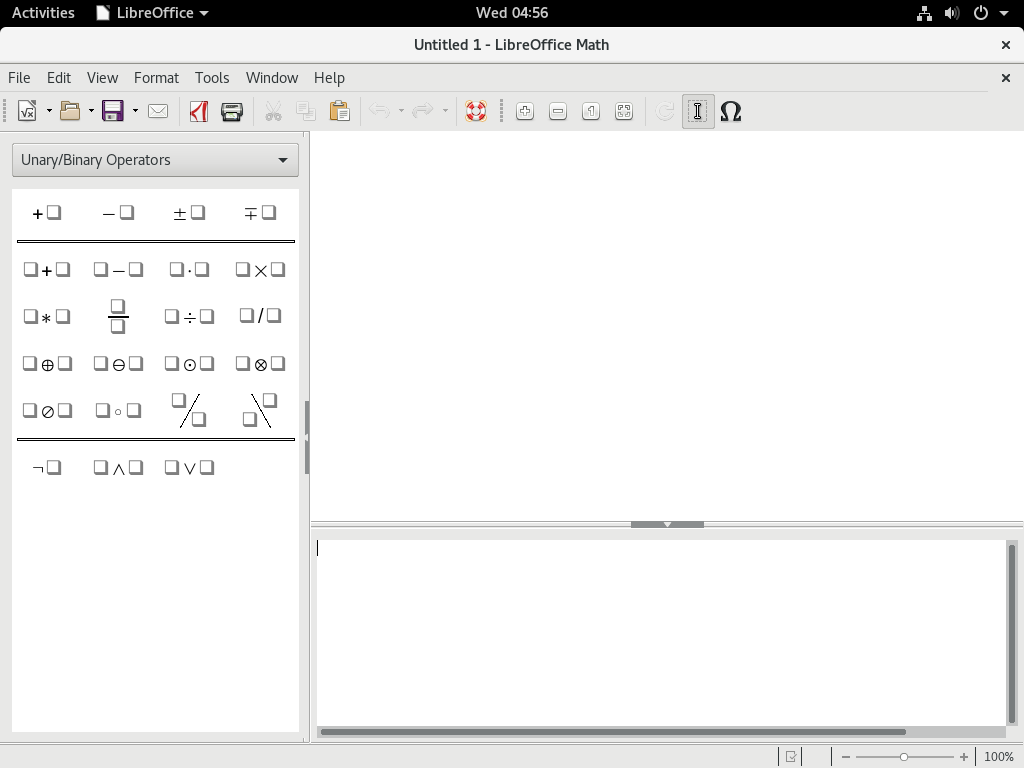 Activities LibreOffice Wed 04:56
Untitled 1 - LibreOffice Math
File Edit View Format Tools Window Help
Unary/Binary Operators
100%